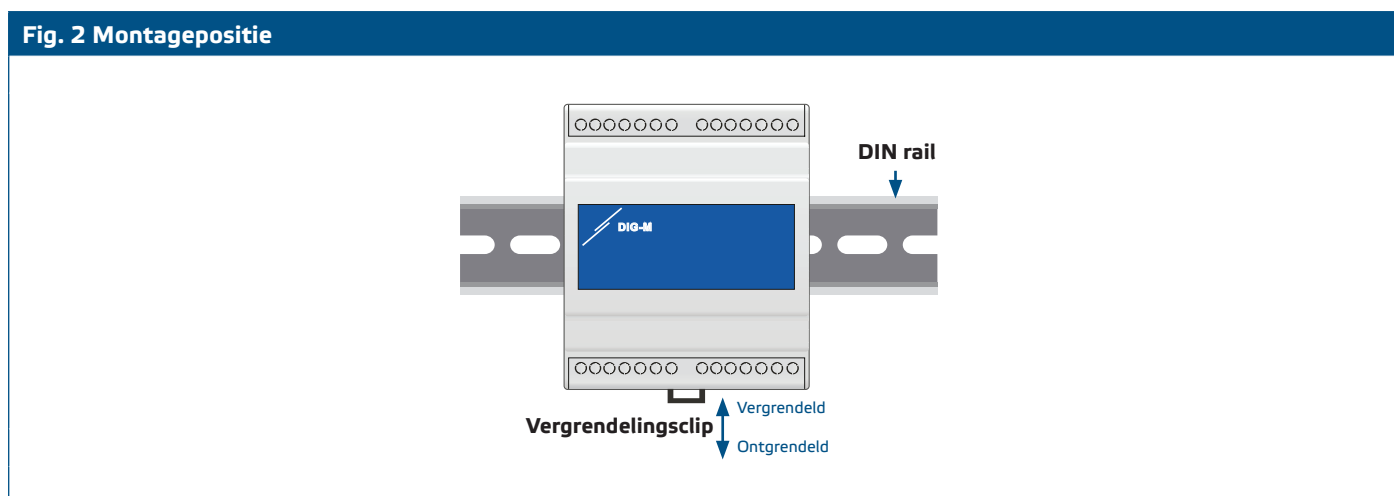 Fig. 2 Montagepositie
DIN rail
DIG-M
Vergrendeld
Vergrendelingsclip
Ontgrendeld